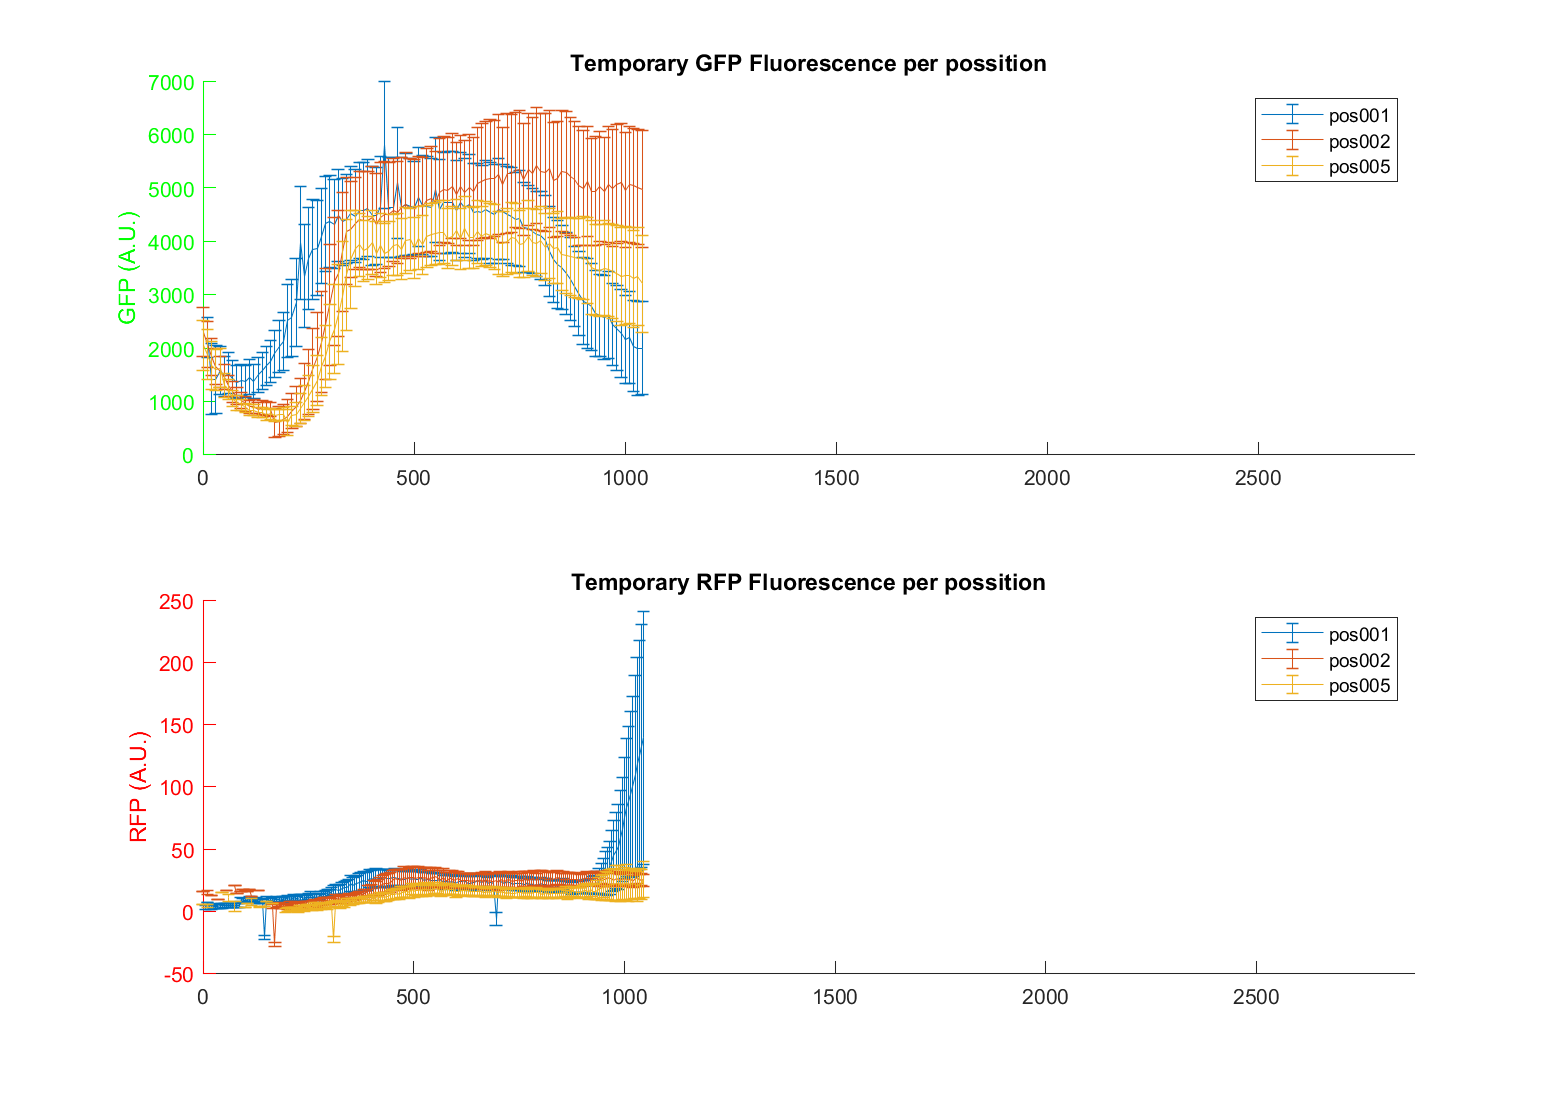 Temporary GFP Fluorescence per possition
7000
6000
5000
4000
3000
2000
1000
0
GFP (A.U.)
0 500 1000 1500 2000 2500
pos001
pos002
pos005
Temporary RFP Fluorescence per possition
250
200
150
100
50
0
-50
RFP (A.U.)
0 500 1000 1500 2000 2500
pos001
pos002
pos005